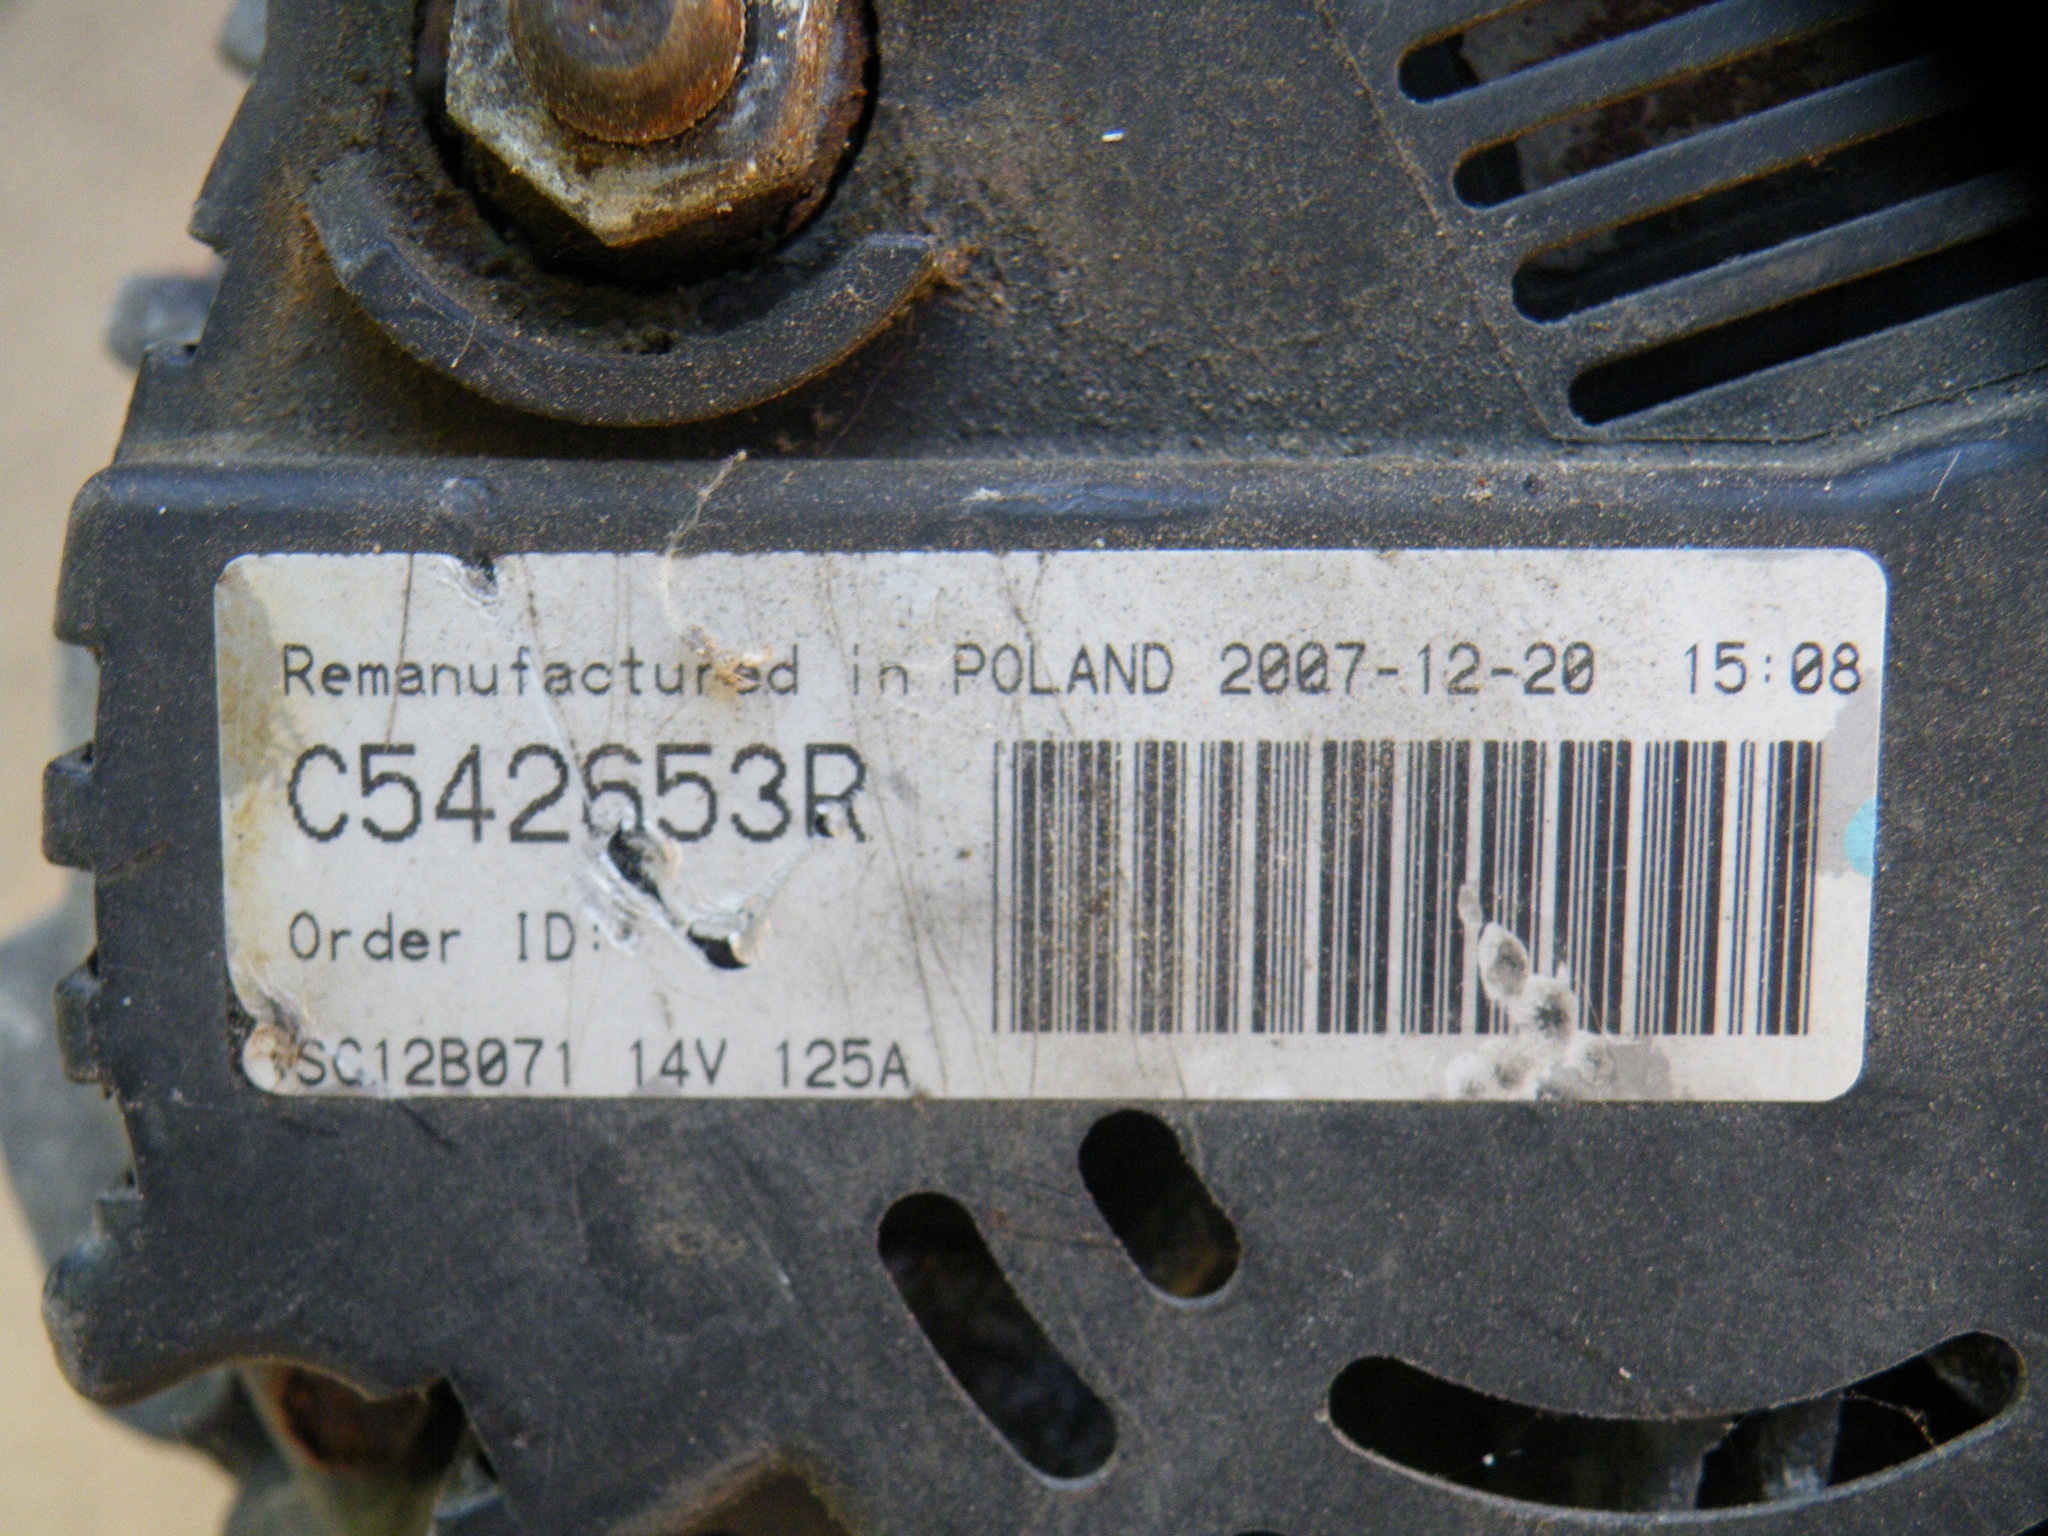 Remanufactured in POLAND 2007-12-20 15:08
C542653R
Order ID:
SC12B071 14V 125A